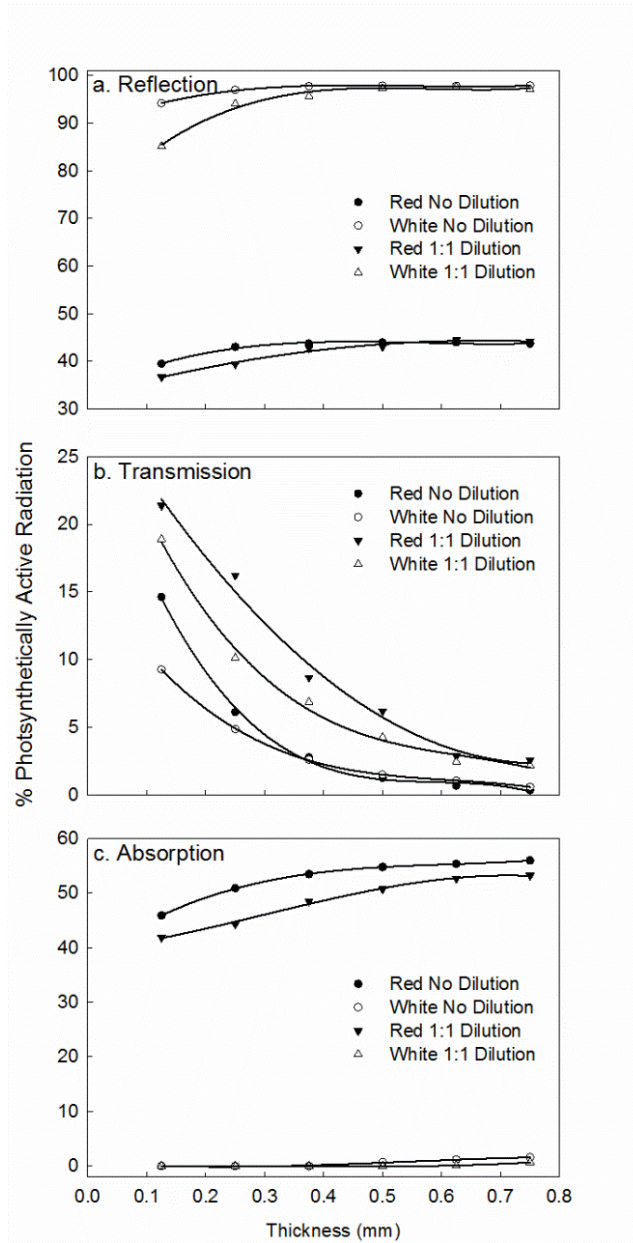 100
a. Reflection
90
80
70
60
50
40
30
Red No Dilution
White No Dilution
Red 1:1 Dilution
White 1:1 Dilution
% Photsynthetically Active Radiation
25
b. Transmission
20
15
10
5
0
Red No Dilution
White No Dilution
Red 1:1 Dilution
White 1:1 Dilution
60
c. Absorption
50
40
30
20
10
0
Red No Dilution
White No Dilution
Red 1:1 Dilution
White 1:1 Dilution
0.0 0.1 0.2 0.3 0.4 0.5 0.6 0.7 0.8
Thickness (mm)